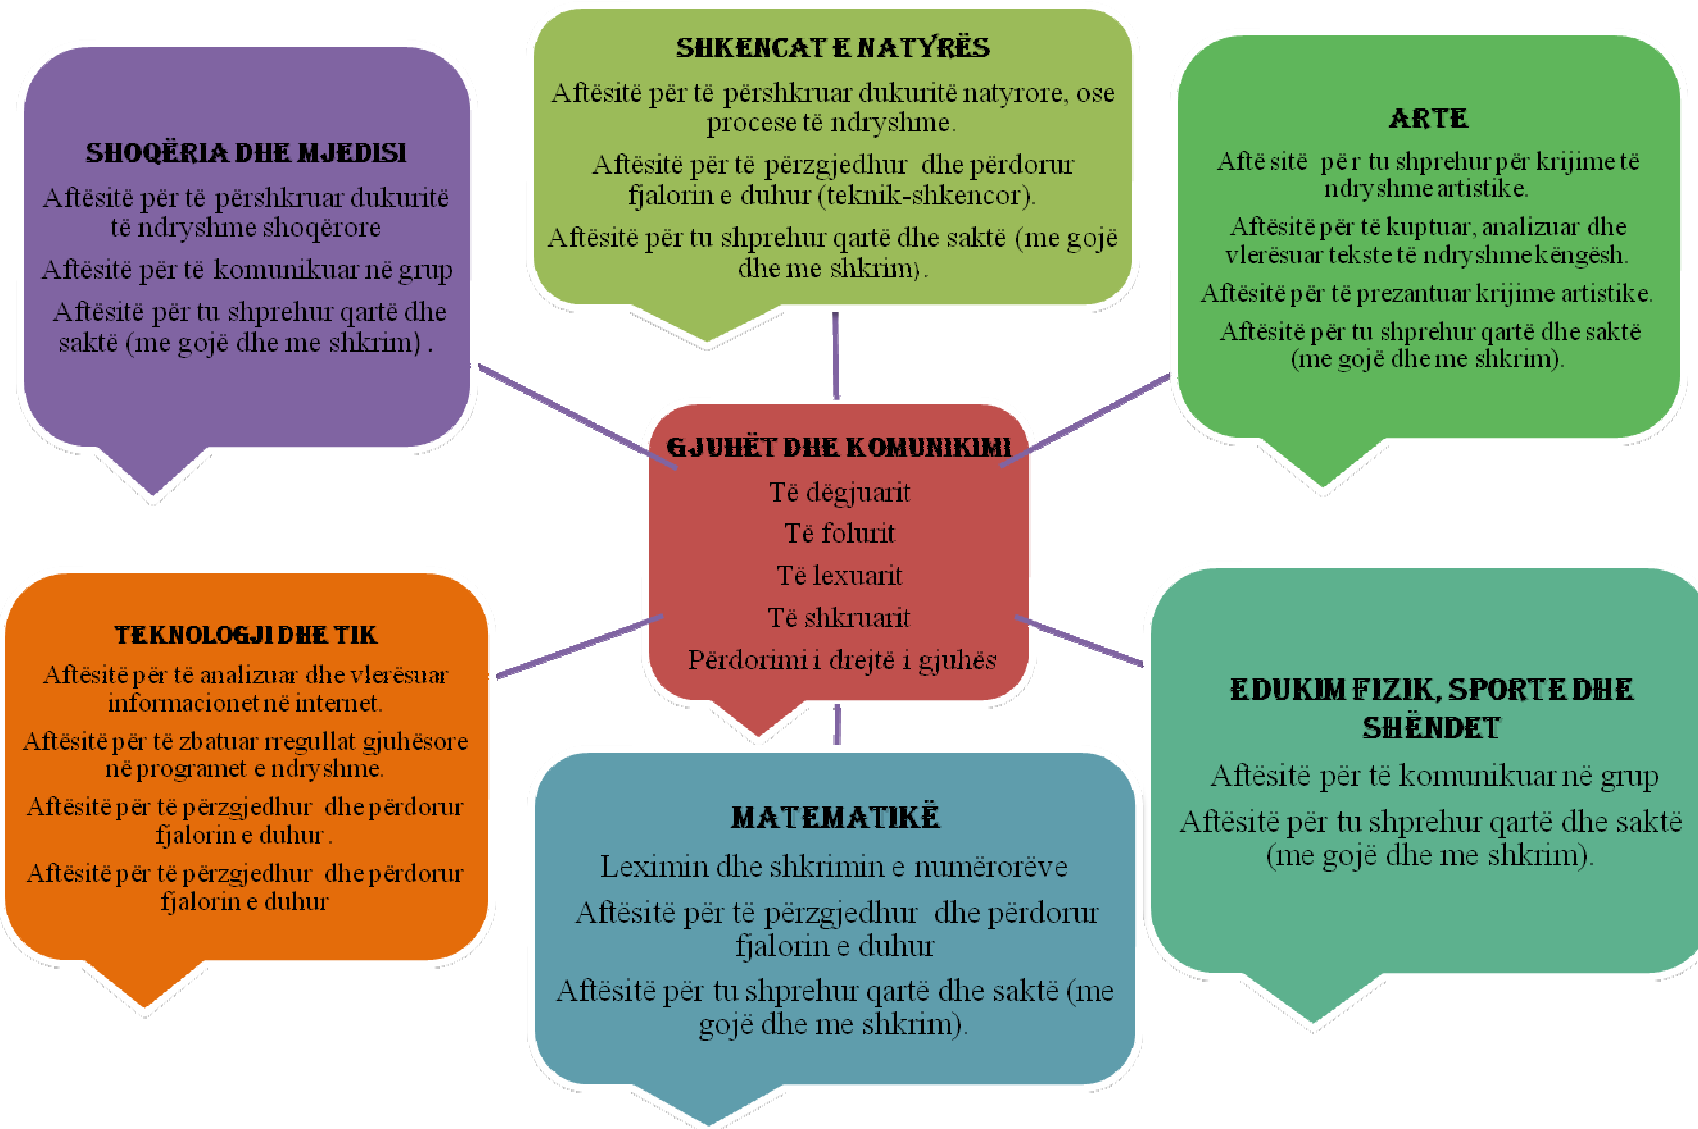 SHOQËRIA DHE MJEDISI
Aftësitë për të përshkruar dukuritë
të ndryshme shoqërore
Aftësitë për të komunikuar në grup
Aftësitë për tu shprehur qartë dhe
saktë (me gojë dhe me shkrim) .
SHKENCAT E NATYRËS
Aftësitë për të përshkruar dukuritë natyrore, ose
procese të ndryshme.
Aftësitë për të përzgjedhur dhe përdorur
fjalorin e duhur (teknik-shkencor).
Aftësitë për tu shprehur qartë dhe saktë (me gojë
dhe me shkrim).
ARTE
Aftësitë për tu shprehur për krijime të
ndryshme artistike.
Aftësitë për të kuptuar, analizuar dhe
vlerësuar tekste të ndryshme këngësh.
Aftësitë për të prezantuar krijime artistike.
Aftësitë për tu shprehur qartë dhe saktë
(me gojë dhe me shkrim).
GJUHËT DHE KOMUNIKIMI
Të dëgjuarit
Të folurit
Të lexuarit
Të shkruarit
Përdorimi i drejtë i gjuhës
TEKNOLOGJI DHE TIK
Aftësitë për të analizuar dhe vlerësuar
informacionet në internet.
Aftësitë për të zbatuar rregullat gjuhësore
në programet e ndryshme.
Aftësitë për të përzgjedhur dhe përdorur
fjalorin e duhur .
Aftësitë për të përzgjedhur dhe përdorur
fjalorin e duhur
MATEMATIKË
Leximin dhe shkrimin e numërorëve
Aftësitë për të përzgjedhur dhe përdorur
fjalorin e duhur
Aftësitë për tu shprehur qartë dhe saktë (me
gojë dhe me shkrim).
EDUKIM FIZIK, SPORTE DHE
SHËNDET
Aftësitë për të komunikuar në grup
Aftësitë për tu shprehur qartë dhe saktë
(me gojë dhe me shkrim).